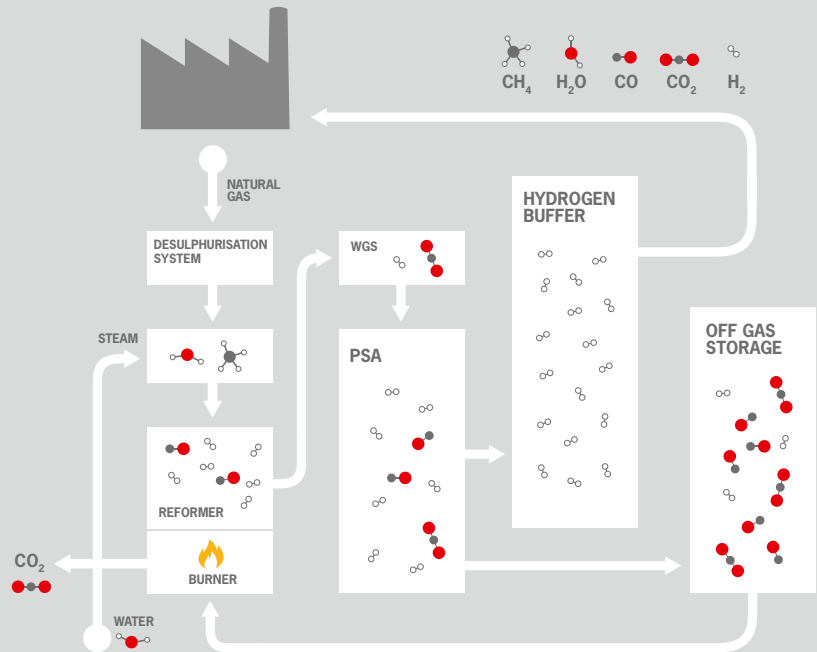 CH₄
H₂O
CO
CO₂
H₂
NATURAL
GAS
DESULPHURISATION
SYSTEM
WGS
HYDROGEN
BUFFER
STEAM
PSA
OFF GAS
STORAGE
REFORMER
BURNER
CO₂
WATER